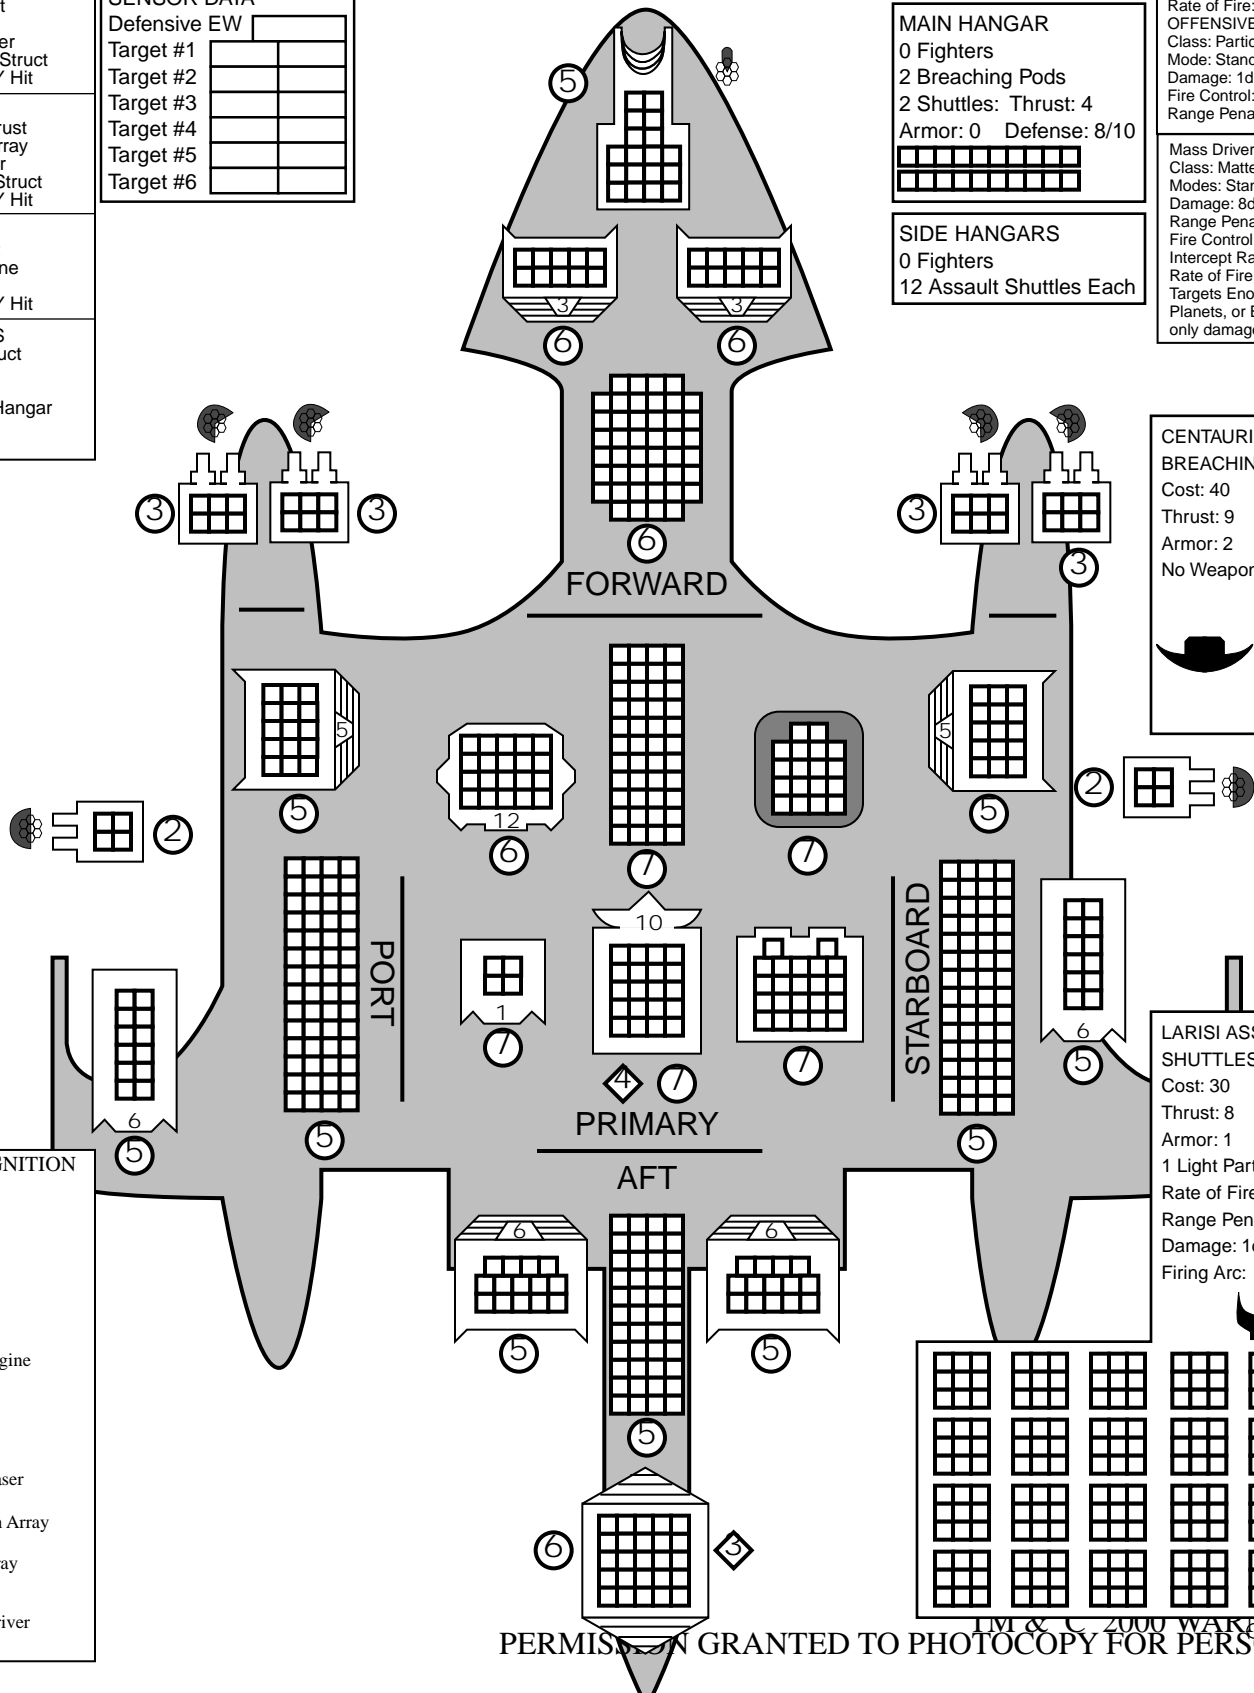 t
er
Struct
Hit
rust
rray
r
Struct
Hit
ne
Hit
S
uct
Hangar
SENSOR DATA
Defensive EW
Target #1
Target #2
Target #3
Target #4
Target #5
Target #6
MAIN HANGAR
0 Fighters
2 Breaching Pods
2 Shuttles: Thrust: 4
Armor: 0 Defense: 8/10
SIDE HANGARS
0 Fighters
12 Assault Shuttles Each
Rate of Fire:
OFFENSIVE
Class: Partic
Mode: Stand
Damage: 1d
Fire Control:
Range Pena
Mass Driver
Class: Matte
Modes: Stan
Damage: 8d
Range Pena
Fire Control
Intercept Ra
Rate of Fire
Targets Eno
Planets, or B
only damage
CENTAURI
BREACHIN
Cost: 40
Thrust: 9
Armor: 2
No Weapon
5
3
3
6
6
3
3
3
3
6
FORWARD
5
5
5
5
12
6
7
7
2
2
PORT
STARBOARD
10
1
7
4
7
7
PRIMARY
AFT
6
5
5
5
6
5
6
6
5
5
5
6
3
LARISI ASS
SHUTTLES
Cost: 30
Thrust: 8
Armor: 1
1 Light Part
Rate of Fire
Range Pen
Damage: 1
Firing Arc:
GNITION
gine
aser
n Array
ray
river
TM & C 2000 WAR
PERMISSION GRANTED TO PHOTOCOPY FOR PERS